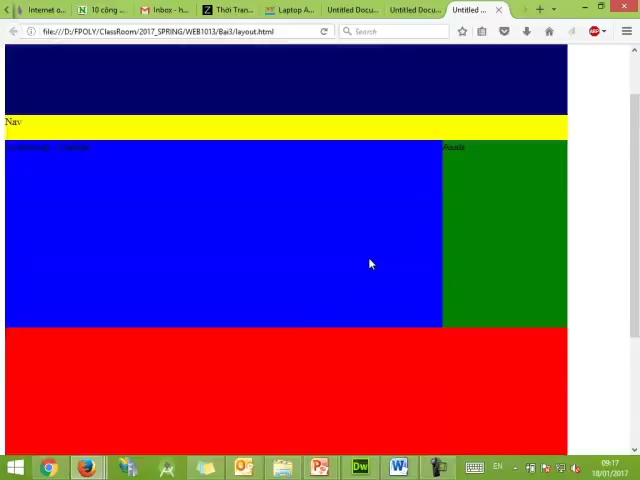 Internet o...
10 công ...
Inbox - h...
Thời Tran...
Laptop A...
Untitled Docu...
Untitled Docu...
Untitled ...
file:///D:/FPOLY/ClassRoom/2017_SPRING/WEB1013/Bai3/layout.html
Search
ABP
Nav
Aside
EN
09:17
18/01/2017